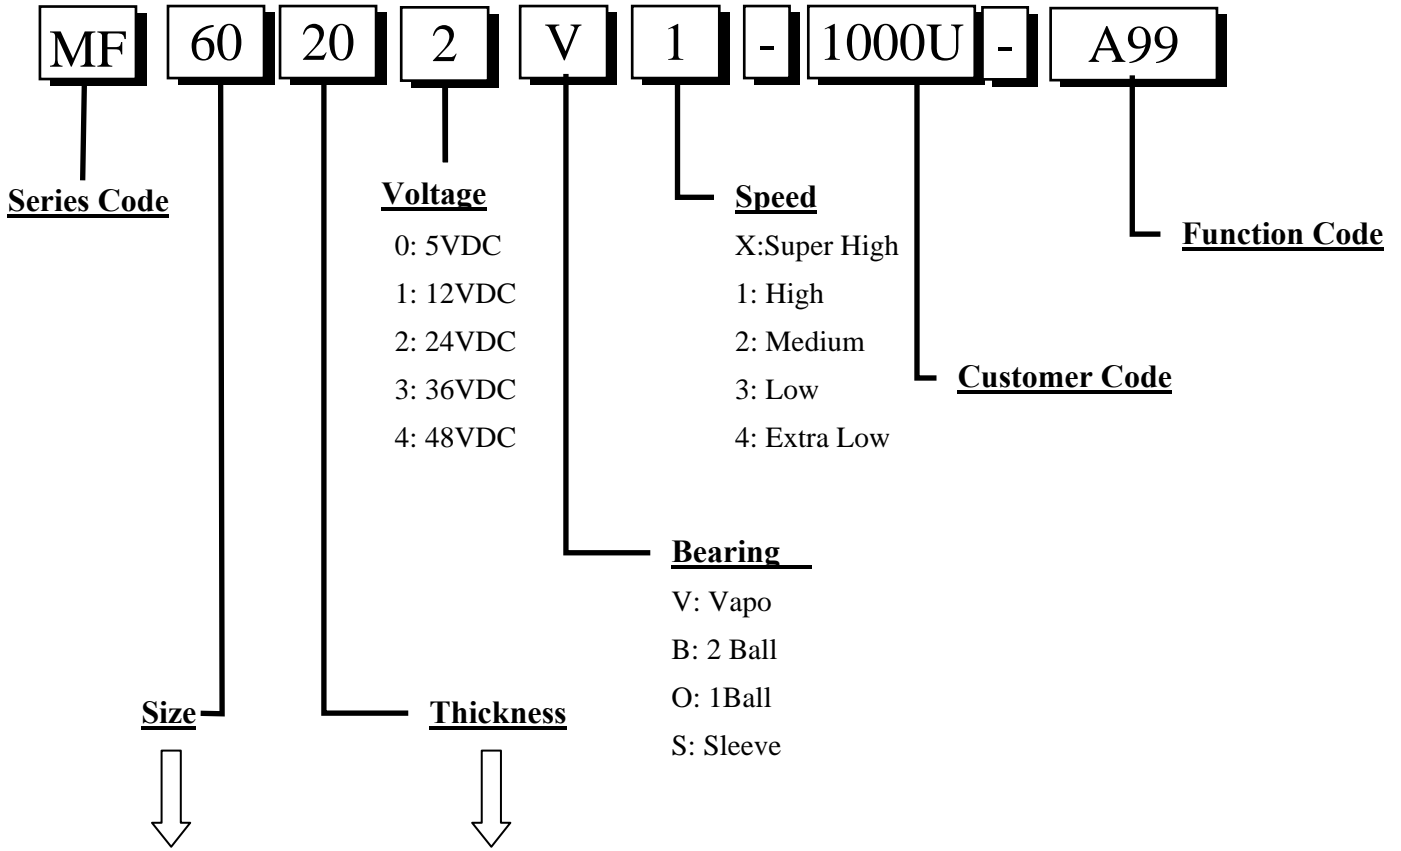 MF 60 20 2 V 1 - 1000U - A99
Series Code
Voltage
0: 5VDC
1: 12VDC
2: 24VDC
3: 36VDC
4: 48VDC
Speed
X:Super High
1: High
2: Medium
3: Low
4: Extra Low
Function Code
Customer Code
Bearing
V: Vapo
B: 2 Ball
O: 1Ball
S: Sleeve
Size
Thickness